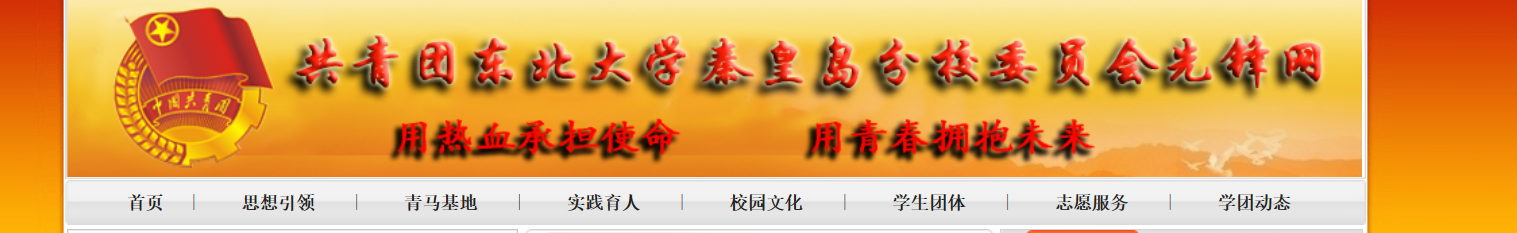 共青团东北大学秦皇岛分校委员会先锋网
中国共青团
用热血承担使命 用青春拥抱未来
首页 思想引领 青马基地 实践育人 校园文化 学生团体 志愿服务 学团动态